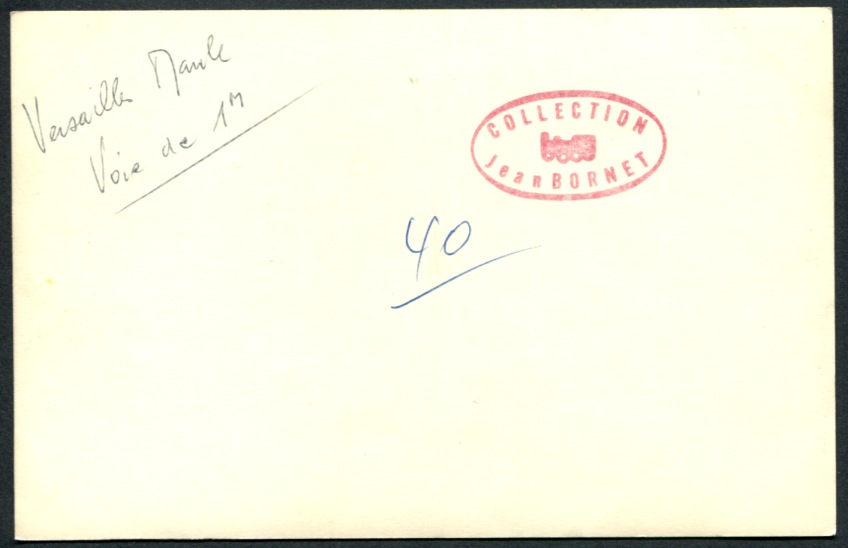 Versailles Maule
Voie de 1M
COLLECTION
Jean BORNET
40